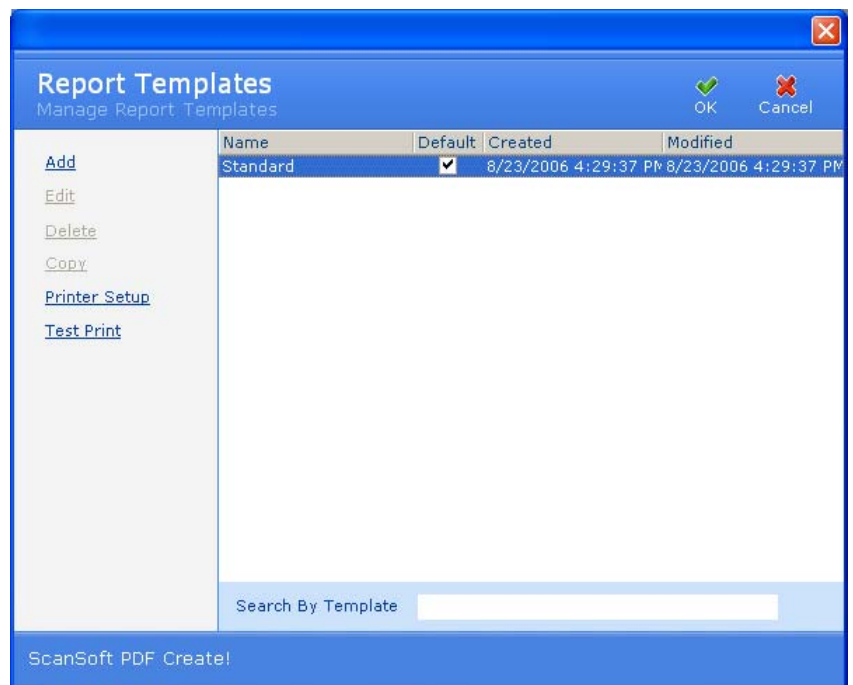 Report Templates
Manage Report Templates
OK Cancel
Name Default Created Modified
Standard 8/23/2006 4:29:37 PM 8/23/2006 4:29:37 PM
Add
Edit
Delete
Copy
Printer Setup
Test Print
Search By Template
ScanSoft PDF Create!